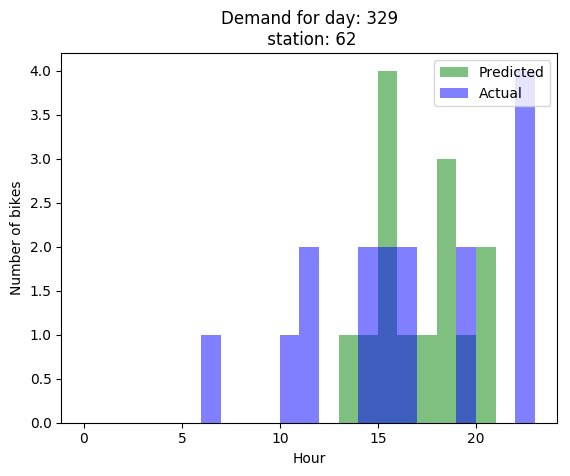 Demand for day: 329
station: 62
Predicted
Actual
4.0
3.5
3.0
2.5
2.0
1.5
1.0
0.5
0.0
Number of bikes
0 5 10 15 20
Hour